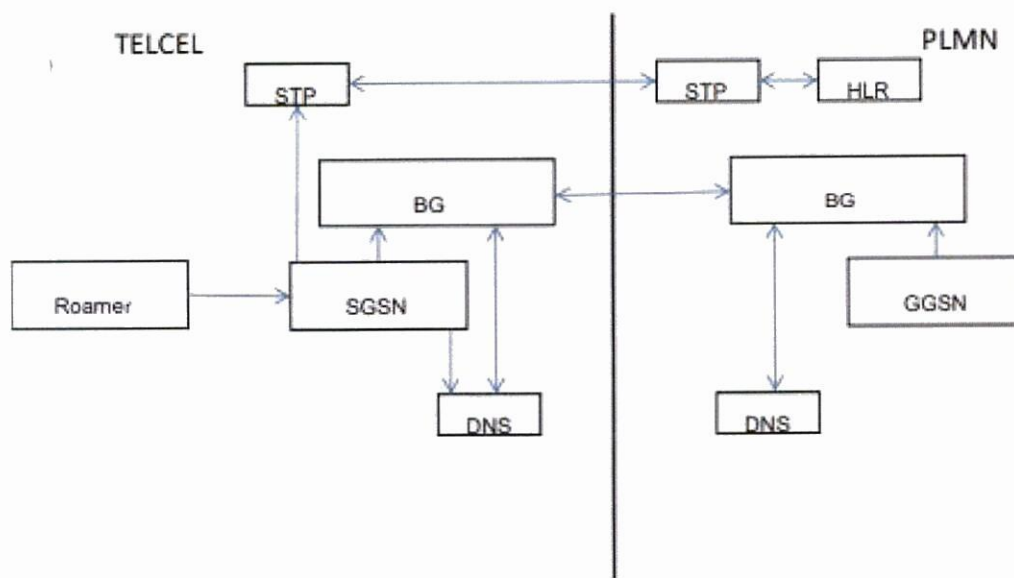 TELCEL
PLMN
STP
STP
HLR
BG
BG
Roamer
SGSN
GGSN
DNS
DNS